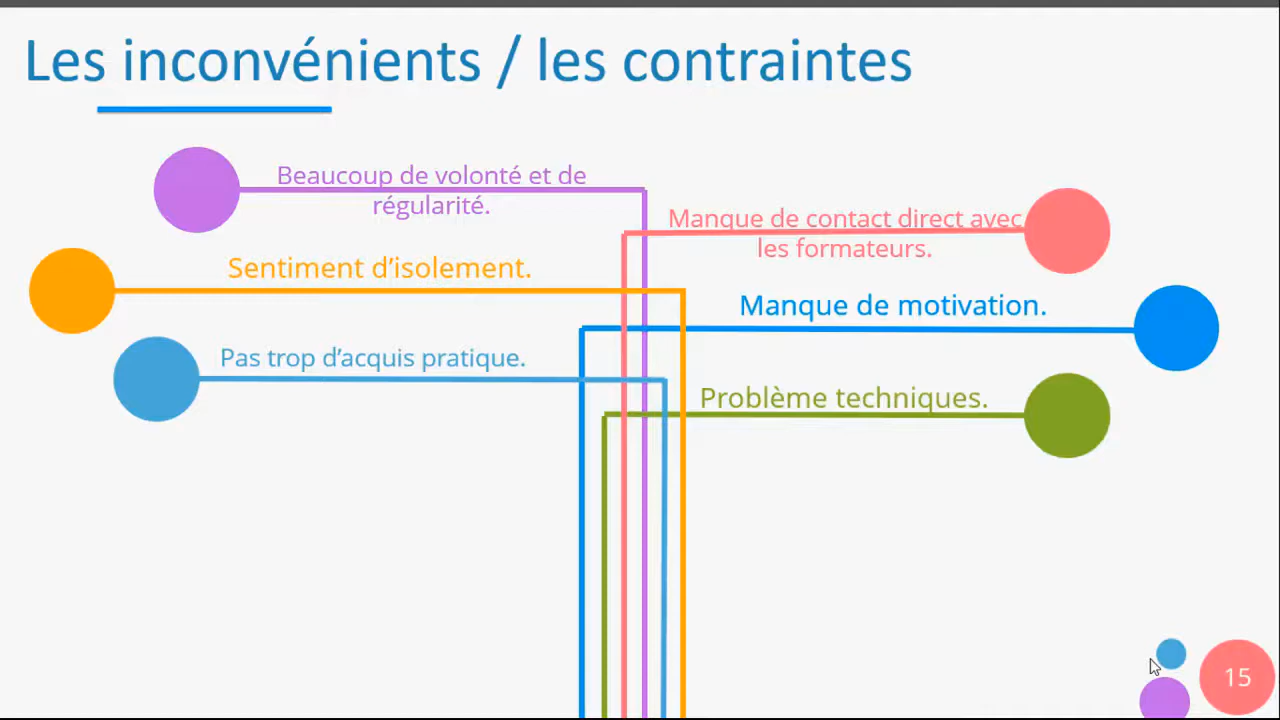 Les inconvénients / les contraintes
Beaucoup de volonté et de
régularité.
Sentiment d’isolement.
Pas trop d’acquis pratique.
Manque de contact direct avec
les formateurs.
Manque de motivation.
Problème techniques.
15